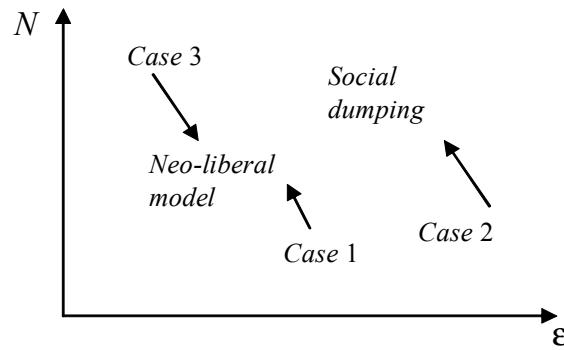 N
Case 3
Social
dumping
Neo-liberal
model
Case 1
Case 2
ε